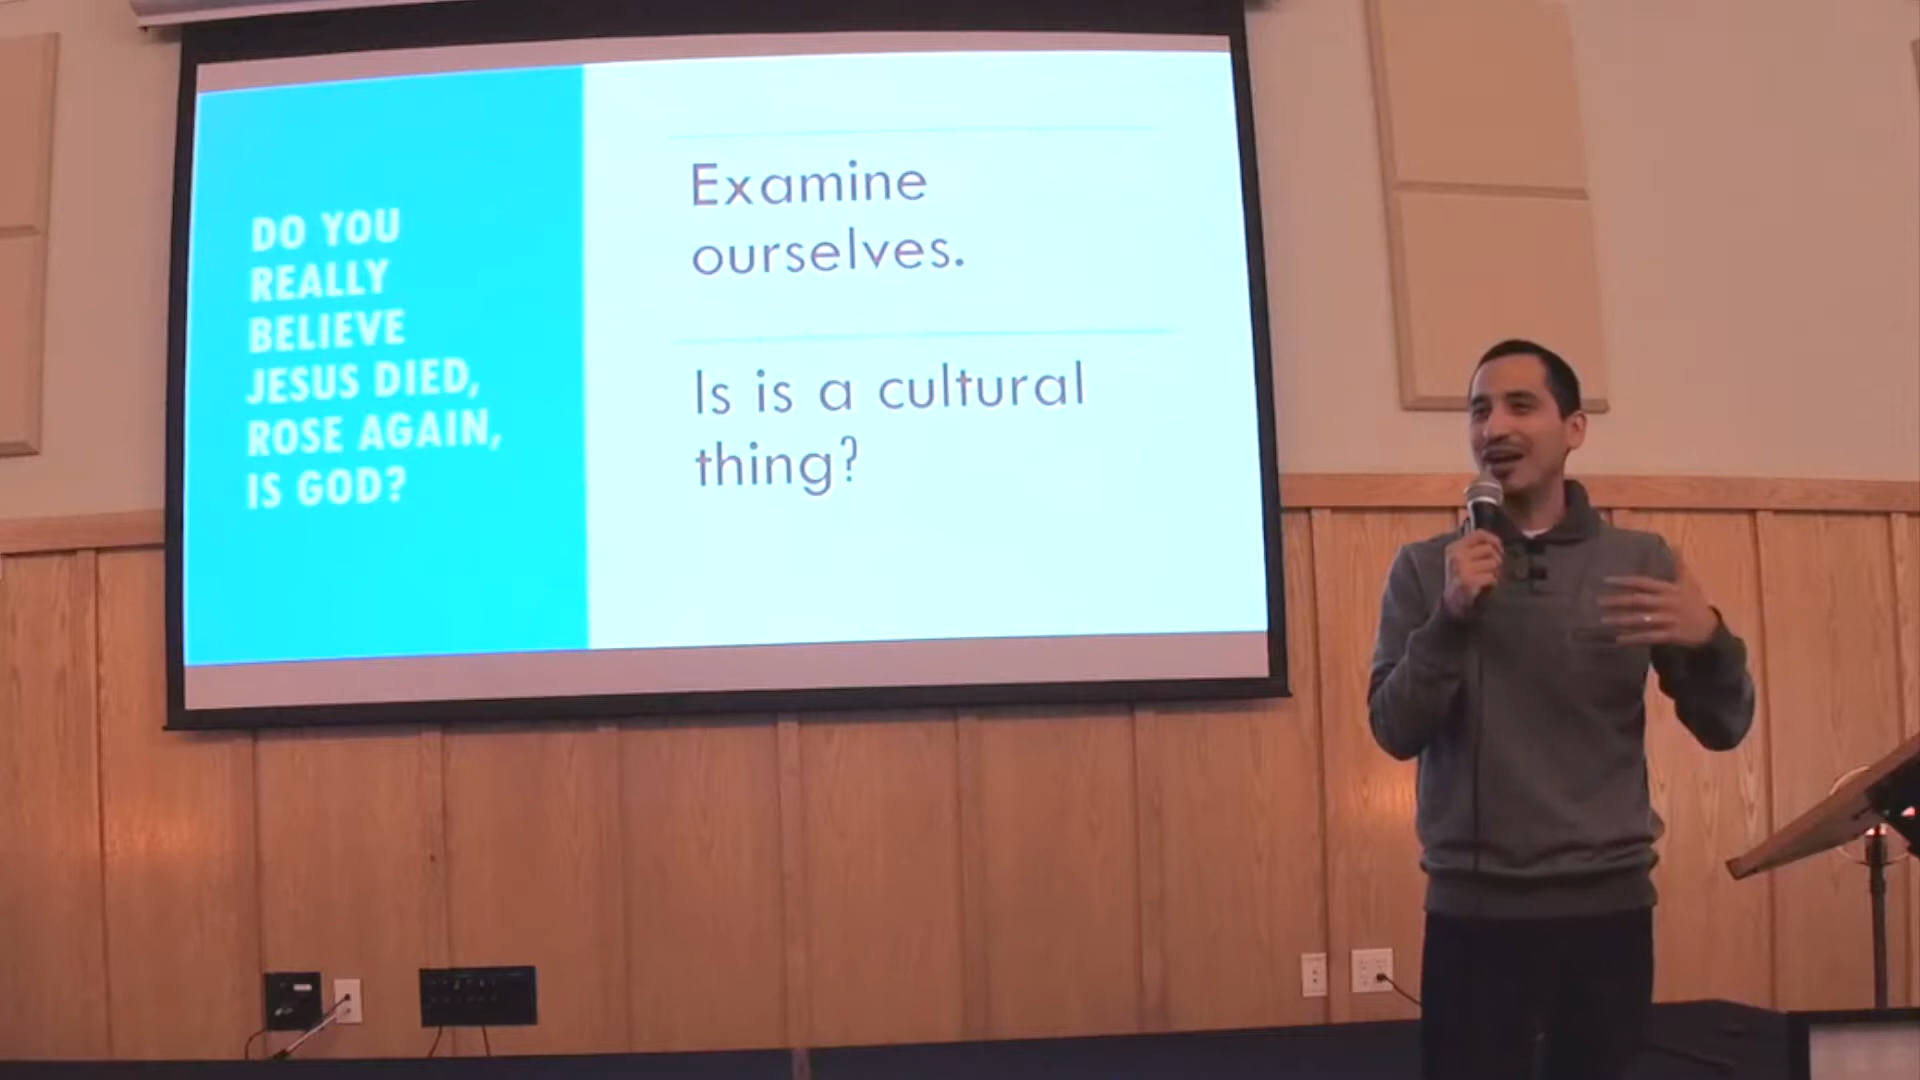 DO YOU
REALLY
BELIEVE
JESUS DIED,
ROSE AGAIN,
IS GOD?
Examine
ourselves.
Is is a cultural
thing?